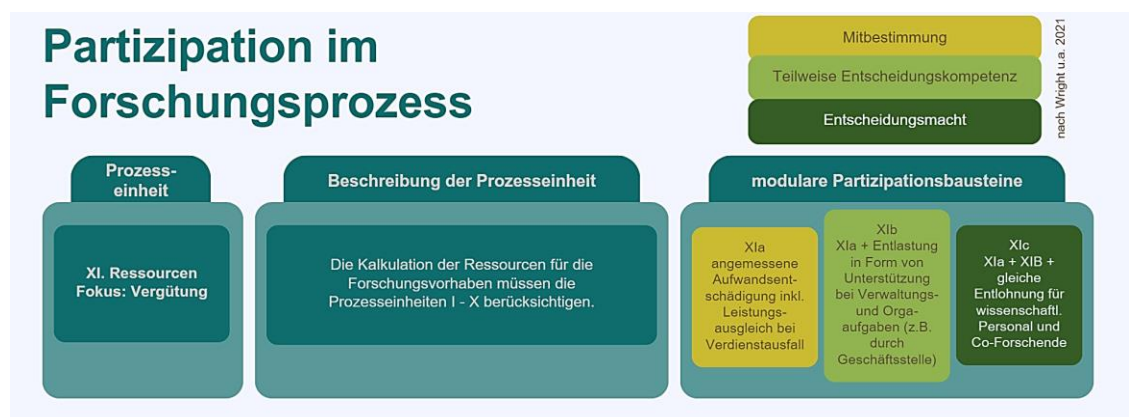 Partizipation im
Forschungsprozess
Mitbestimmung
Teilweise Entscheidungskompetenz
Entscheidungsmacht
nach Wright u.a. 2021
Prozess-
einheit
Beschreibung der Prozesseinheit
modulare Partizipationsbausteine
XI. Ressourcen
Fokus: Vergütung
Die Kalkulation der Ressourcen für die
Forschungsvorhaben müssen die
Prozesseinheiten I - X berücksichtigen.
XIa
angemessene
Aufwandsent-
schädigung inkl.
Leistungs-
ausgleich bei
Verdienstausfall
XIb
XIa + Entlastung
in Form von
Unterstützung
bei Verwaltungs-
und Orga-
aufgaben (z.B.
durch
Geschäftsstelle)
XIc
XIa + XIB +
gleiche
Entlohnung für
wissenschaftl.
Personal und
Co-Forschende